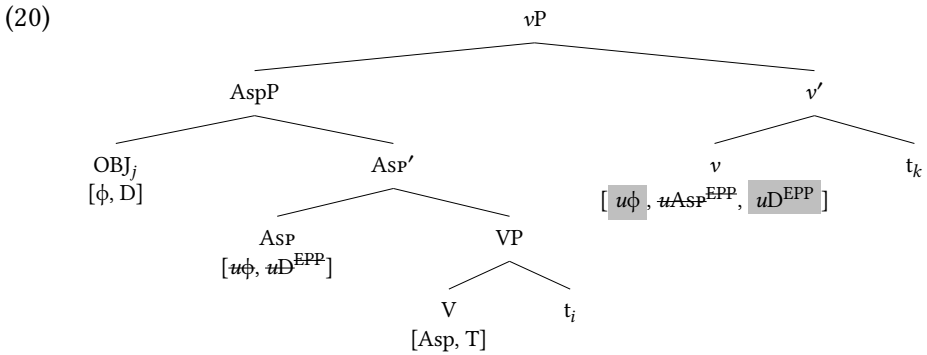 (20) vP
AspP v′
OBJj Asp′ v tk
[ϕ, D] [ uϕ , uAspEPP, uDEPP ]
Asp VP
[uϕ, uDEPP]
V ti
[Asp, T]